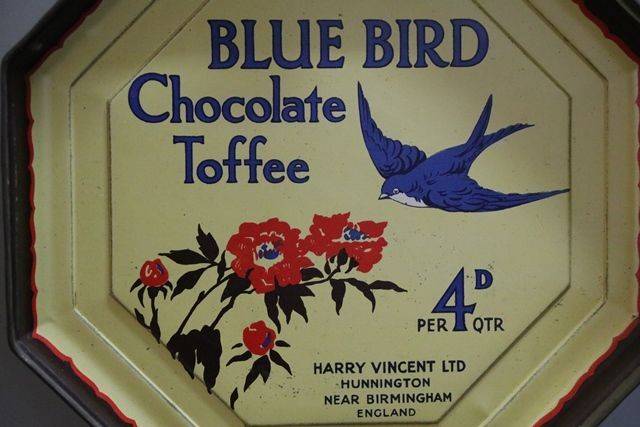 BLUE BIRD
Chocolate
Toffee
4D
PER QTR
HARRY VINCENT LTD
HUNNINGTON
NEAR BIRMINGHAM
ENGLAND